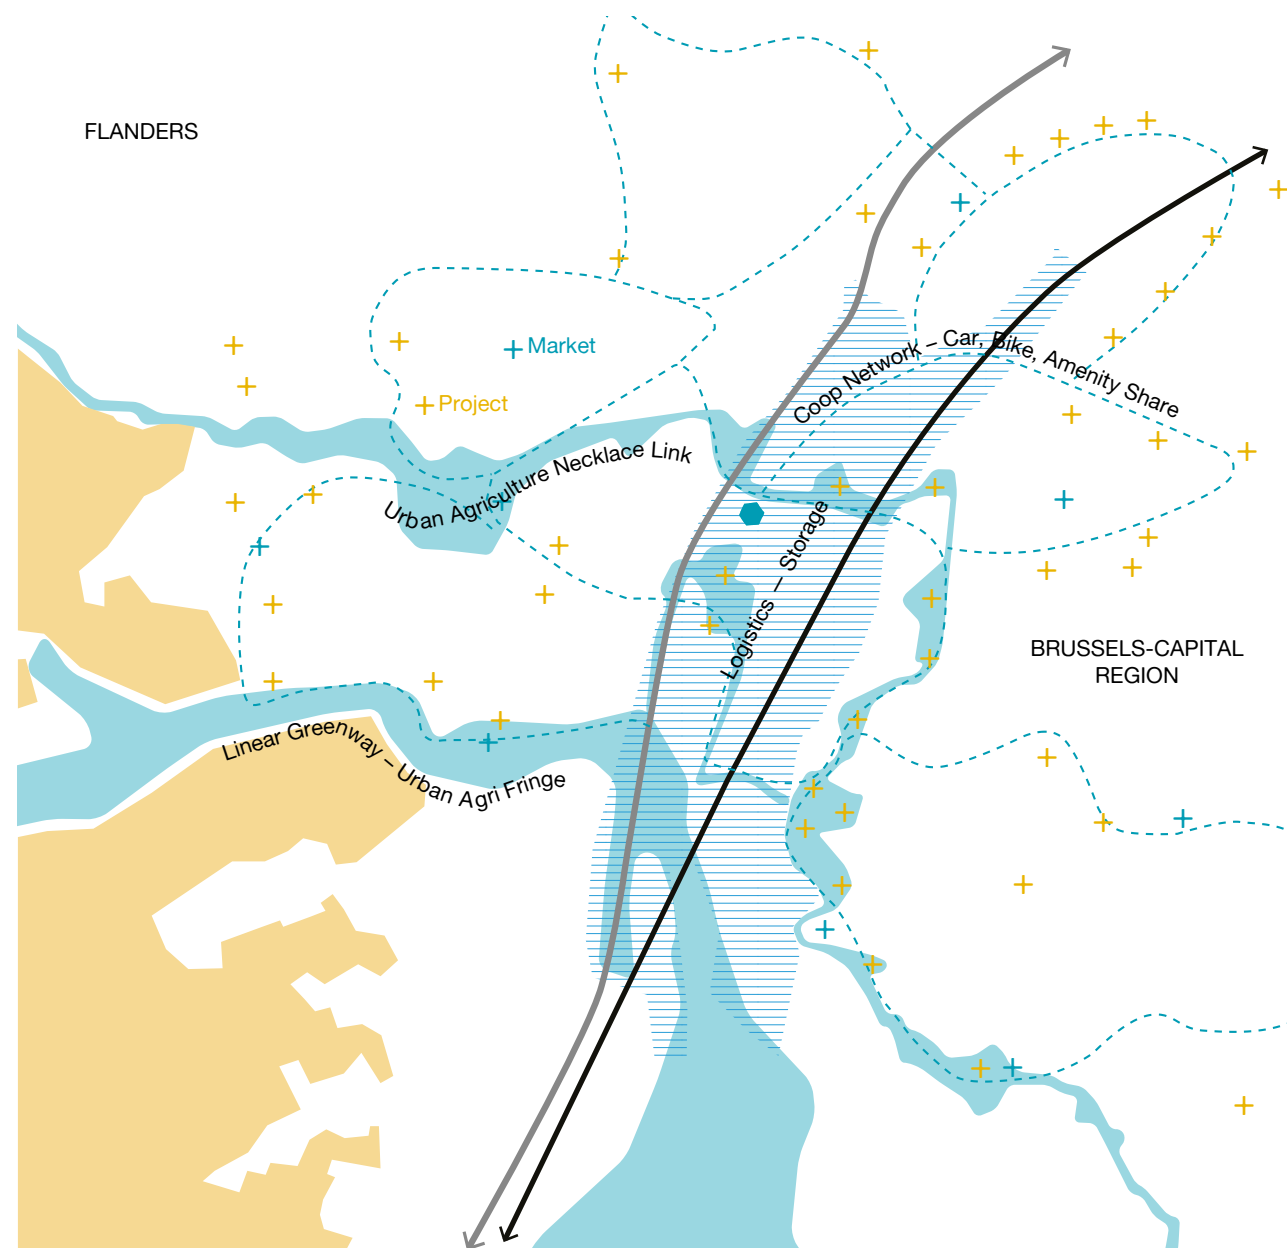 FLANDERS
Coop Network – Car, Bike, Amenity Share
Market
Project
Urban Agriculture Necklace Link
Logistics – Storage
BRUSSELS-CAPITAL
REGION
Linear Greenway – Urban Agri Fringe